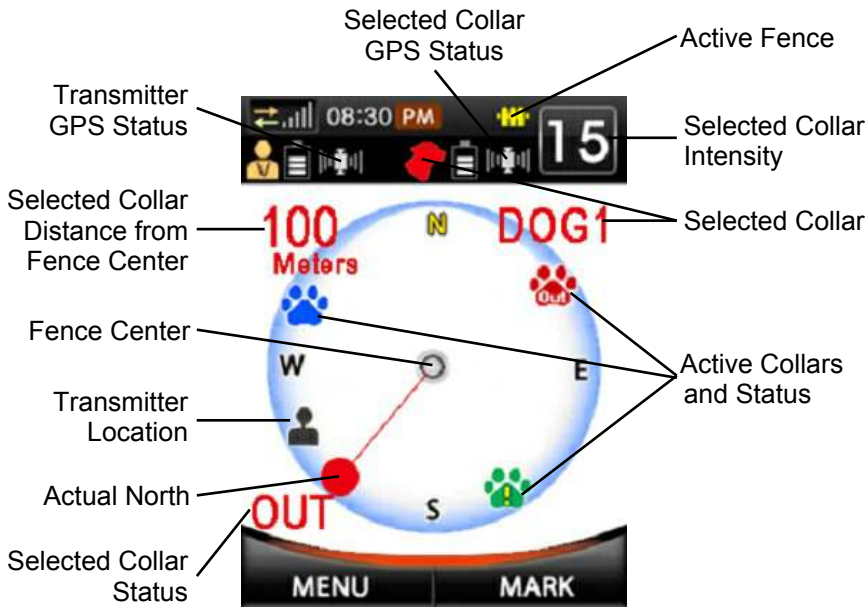 Selected Collar
GPS Status
Active Fence
Transmitter
GPS Status
08:30 PM
15
Selected Collar
Intensity
Selected Collar
Distance from
Fence Center
100
Meters
N
DOG1
Selected Collar
Out
Fence Center
W
E
Active Collars
and Status
Transmitter
Location
!
Actual North
OUT
S
Selected Collar
Status
MENU
MARK